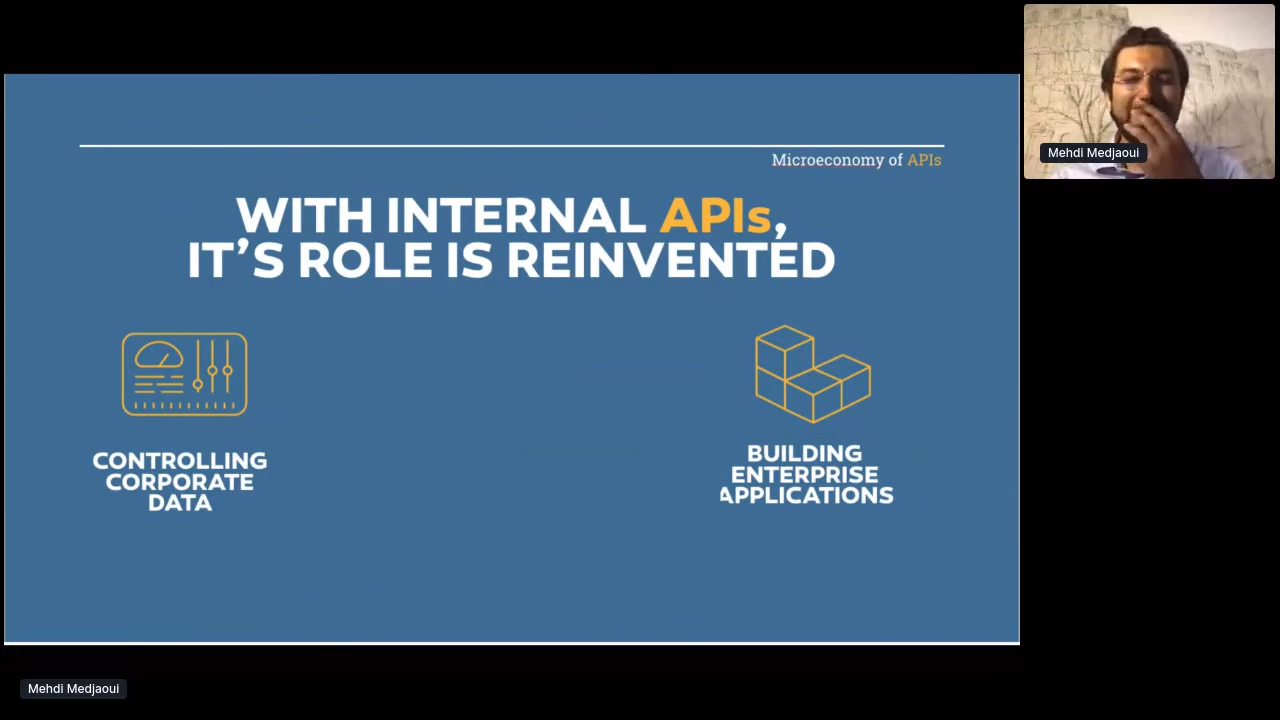 Microeconomy of APIs
WITH INTERNAL APIs,
IT’S ROLE IS REINVENTED
CONTROLLING
CORPORATE
DATA
BUILDING
ENTERPRISE
APPLICATIONS
Mehdi Medjaoui
Mehdi Medjaoui